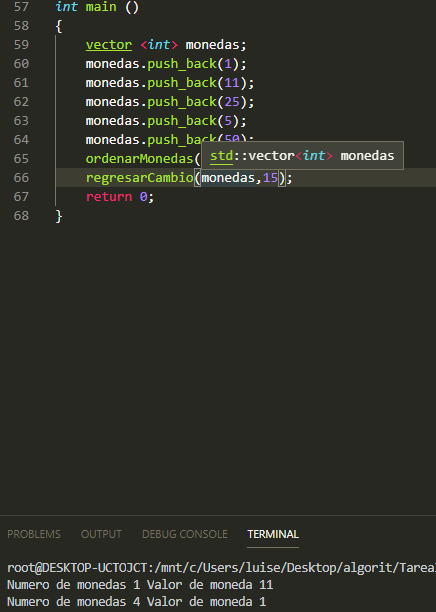 57 int main ()
58 {
59 vector <int> monedas;
60 monedas.push_back(1);
61 monedas.push_back(11);
62 monedas.push_back(25);
63 monedas.push_back(5);
64 monedas.push_back(50);
65 ordenarMonedas(
std::vector<int> monedas
66 regresarCambio(monedas,15);
67 return 0;
68 }
PROBLEMS OUTPUT DEBUG CONSOLE TERMINAL
root@DESKTOP-UCTOJCT:/mnt/c/Users/luise/Desktop/algorit/Tarea
Numero de monedas 1 Valor de moneda 11
Numero de monedas 4 Valor de moneda 1